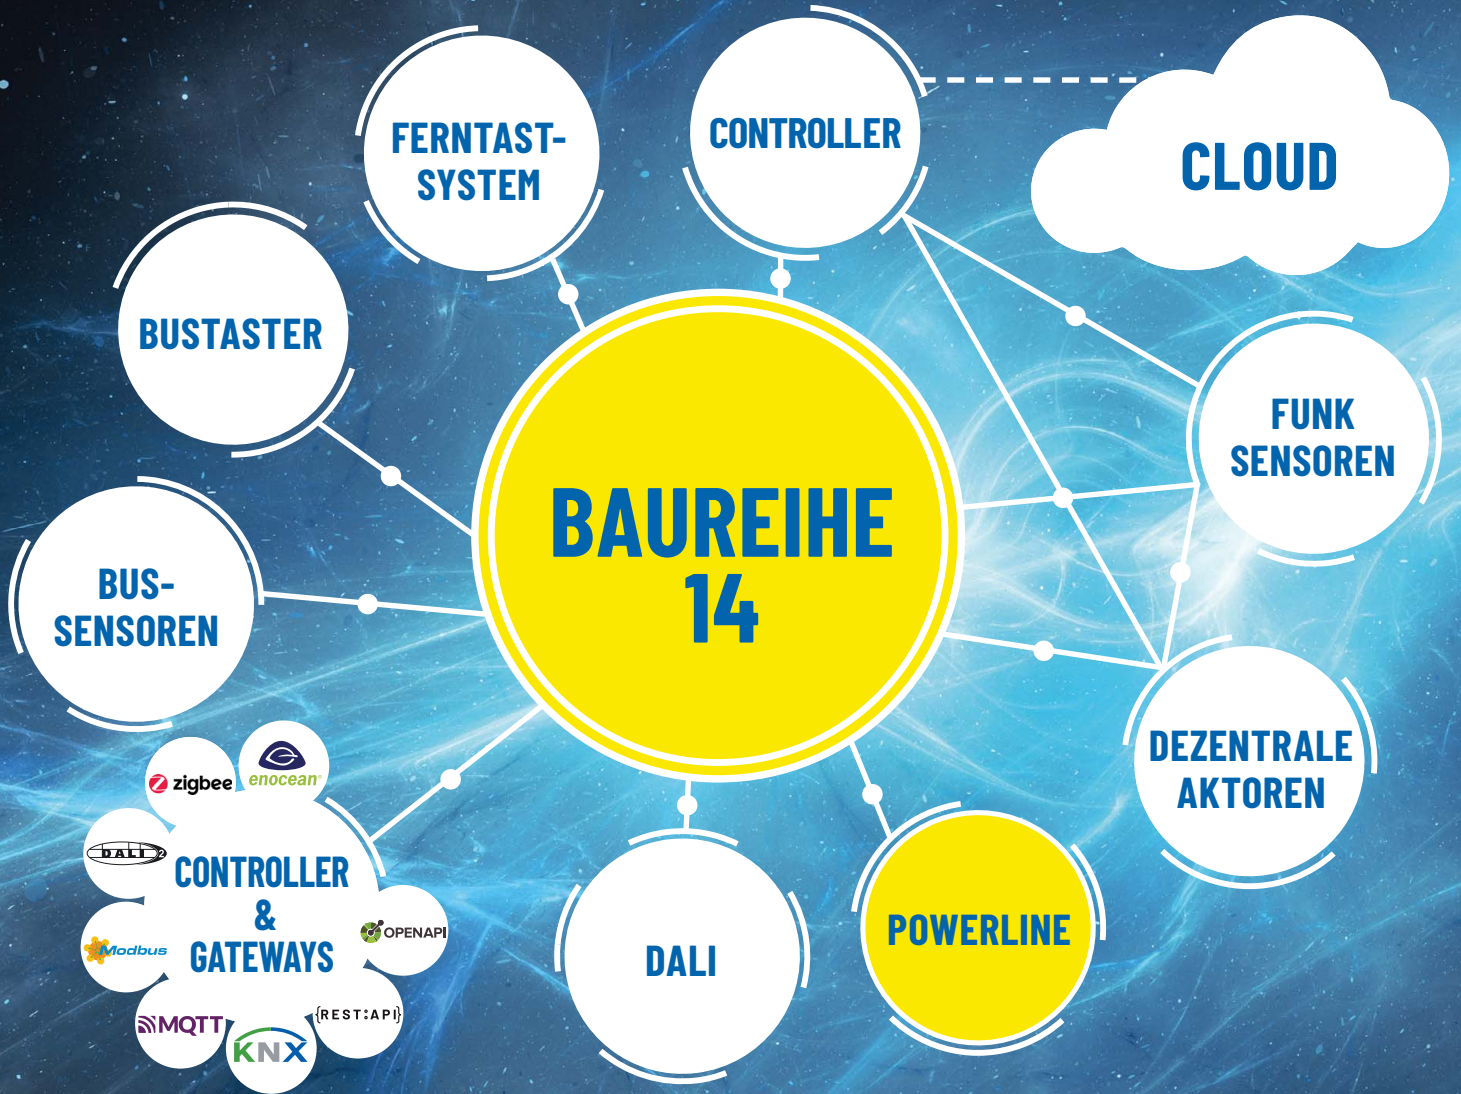 FERNTAST-
SYSTEM
CONTROLLER
CLOUD
BUSTASTER
FUNK
SENSOREN
BAUREIHE
14
BUS-
SENSOREN
DEZENTRALE
AKTOREN
zigbee
enocean®
DALI 2
CONTROLLER
&
GATEWAYS
Modbus
OPENAPI
MQTT
{REST:API}
KNX
DALI
POWERLINE